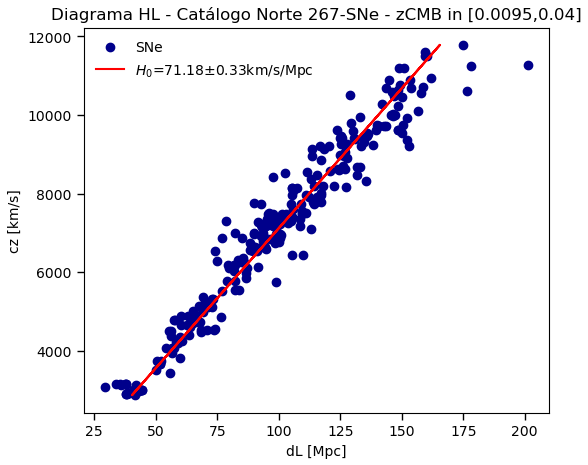 Diagrama HL - Catálogo Norte 267-SNe - zCMB in [0.0095,0.04]
SNe
H₀=71.18±0.33km/s/Mpc
12000
10000
8000
6000
4000
cz [km/s]
25 50 75 100 125 150 175 200
dL [Mpc]